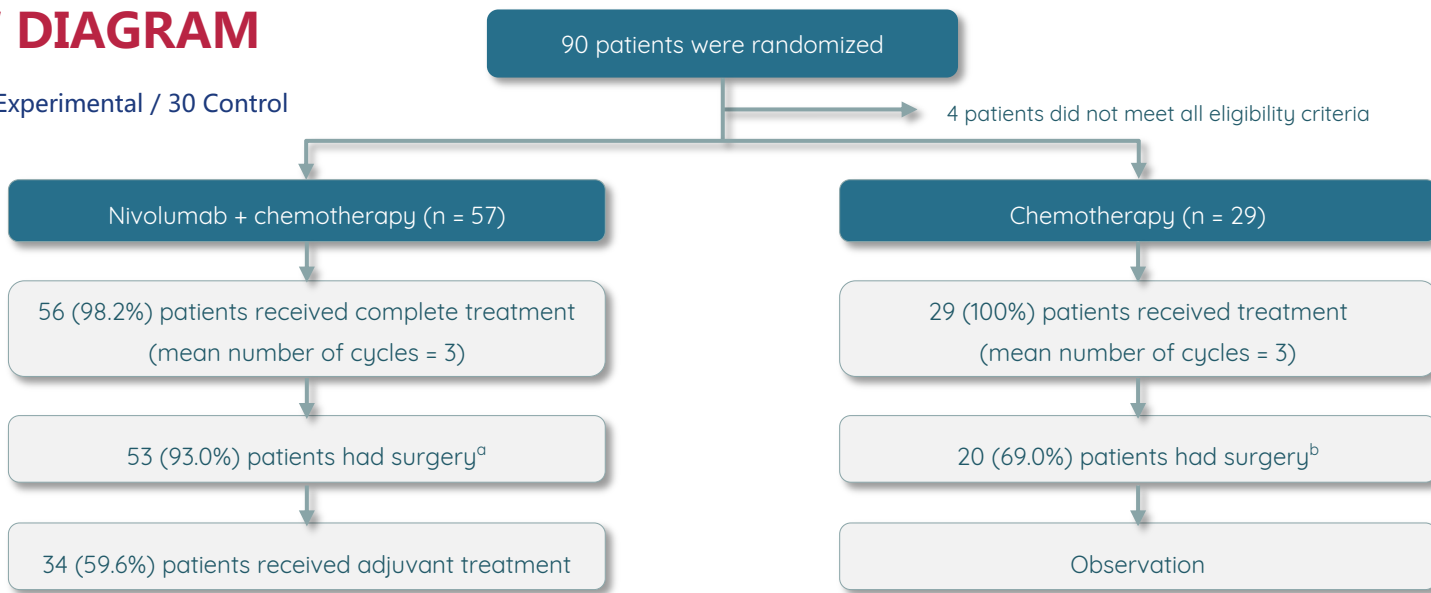 DIAGRAM
90 patients were randomized
Experimental / 30 Control
4 patients did not meet all eligibility criteria
Nivolumab + chemotherapy (n = 57)
Chemotherapy (n = 29)
56 (98.2%) patients received complete treatment
(mean number of cycles = 3)
29 (100%) patients received treatment
(mean number of cycles = 3)
53 (93.0%) patients had surgeryᵃ
20 (69.0%) patients had surgeryᵇ
34 (59.6%) patients received adjuvant treatment
Observation